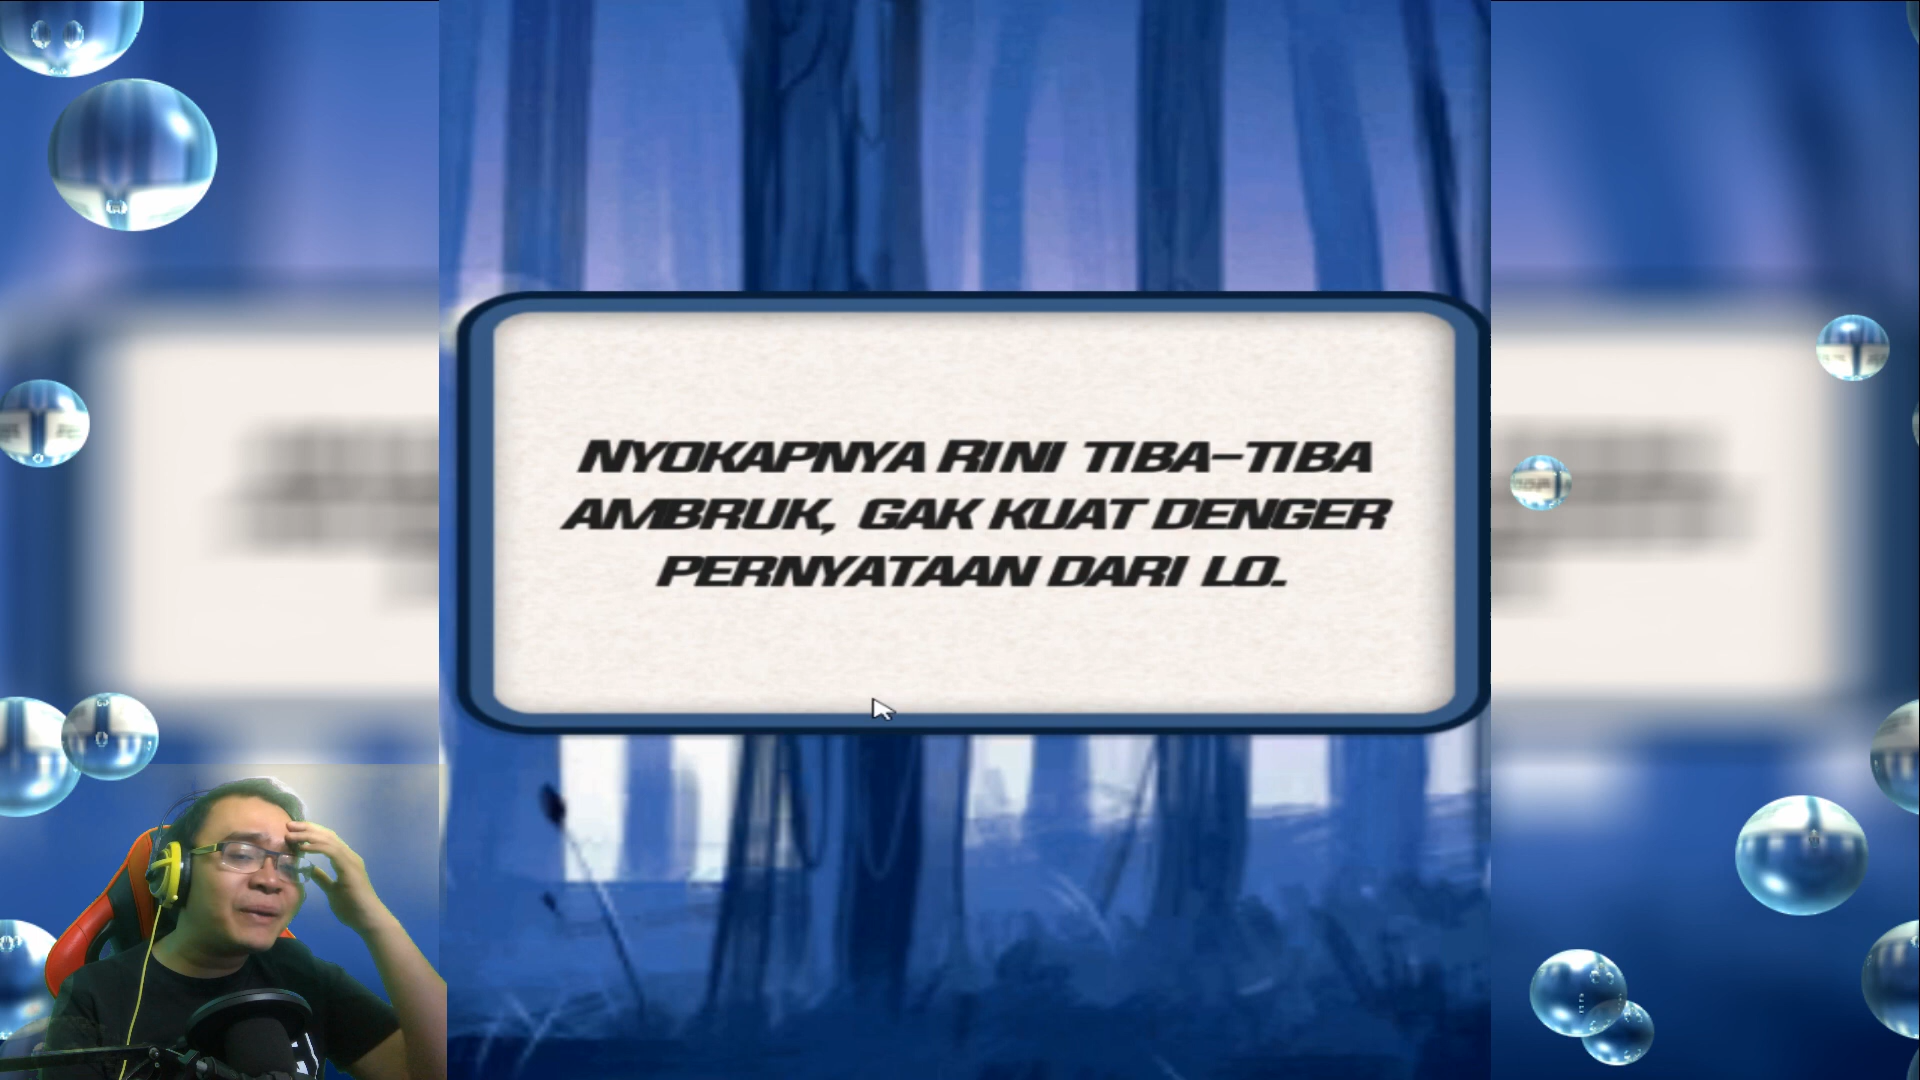 NYOKAPNYA RINI TIBA-TIBA
AMBRUK, GAK KUAT DENGER
PERNYATAAN DARI LO.